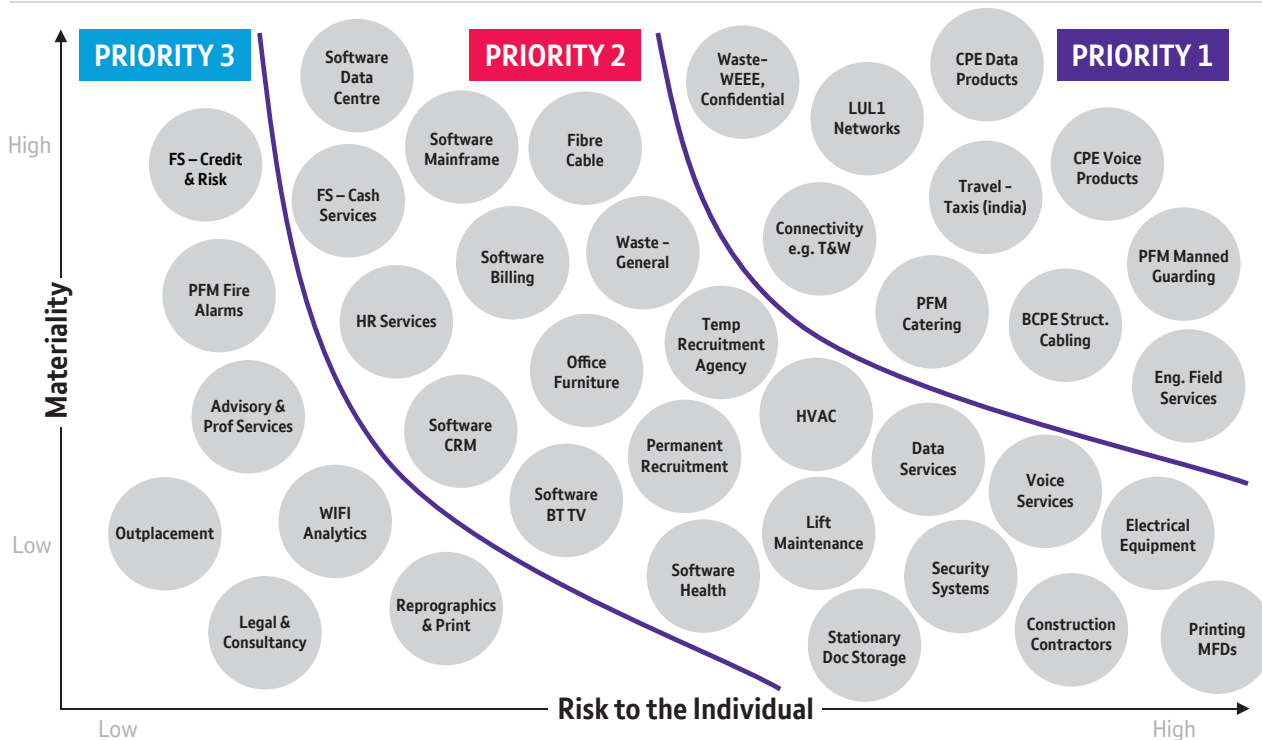 PRIORITY 3
PRIORITY 2
PRIORITY 1
Software
Data
Centre
Waste-
WEEE,
Confidential
CPE Data
Products
LUL1
Networks
High
FS – Credit
& Risk
Software
Mainframe
Fibre
Cable
CPE Voice
Products
FS – Cash
Services
Travel –
Taxis (india)
Connectivity
e.g. T&W
Software
Billing
Waste -
General
PFM Manned
Guarding
PFM Fire
Alarms
HR Services
Temp
Recruitment
Agency
PFM
Catering
BCPE Struct.
Cabling
Materiality
Office
Furniture
Eng. Field
Services
Advisory &
Prof Services
Software
CRM
HVAC
Permanent
Recruitment
Data
Services
Voice
Services
Software
BT TV
Outplacement
WIFI
Analytics
Lift
Maintenance
Electrical
Equipment
Low
Software
Health
Security
Systems
Reprographics
& Print
Legal &
Consultancy
Stationary
Doc Storage
Construction
Contractors
Printing
MFDs
Risk to the Individual
Low
High